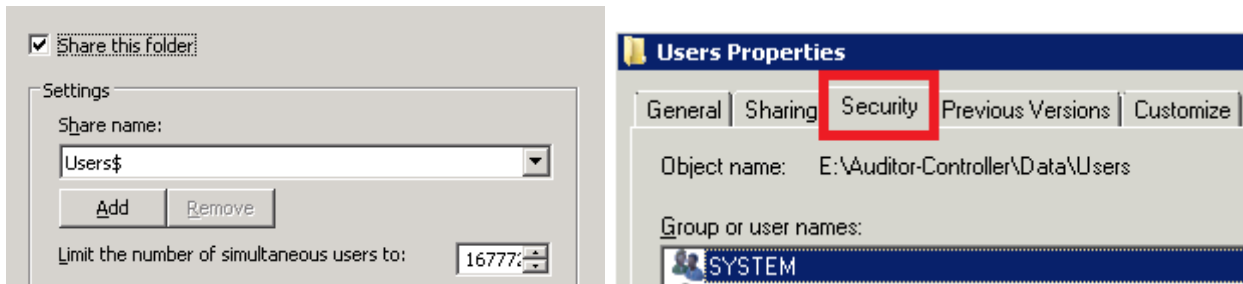 Share this folder
Settings
Share name:
Users$
Add Remove
Limit the number of simultaneous users to: 167772
Users Properties
General Sharing Security Previous Versions Customize
Object name: E:\Auditor-Controller\Data\Users
Group or user names:
SYSTEM